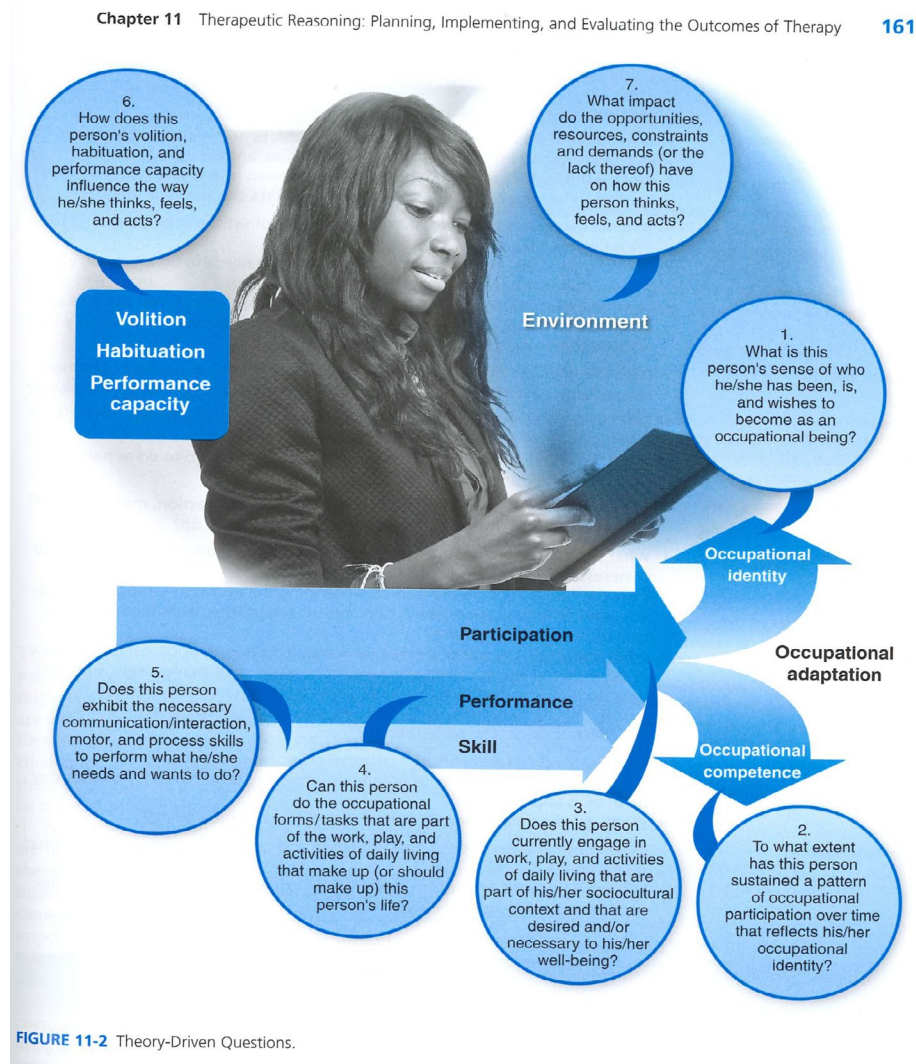 Chapter 11 Therapeutic Reasoning: Planning, Implementing, and Evaluating the Outcomes of Therapy 161
6.
How does this
person's volition,
habituation, and
performance capacity
influence the way
he/she thinks, feels,
and acts?
7.
What impact
do the opportunities,
resources, constraints
and demands (or the
lack thereof) have
on how this
person thinks,
feels, and acts?
Volition
Habituation
Performance
capacity
Environment
1.
What is this
person's sense of who
he/she has been, is,
and wishes to
become as an
occupational being?
Occupational
identity
Participation
Occupational
adaptation
Performance
Skill
Occupational
competence
5.
Does this person
exhibit the necessary
communication/interaction,
motor, and process skills
to perform what he/she
needs and wants to do?
4.
Can this person
do the occupational
forms/tasks that are part
of the work, play, and
activities of daily living
that make up (or should
make up) this
person's life?
3.
Does this person
currently engage in
work, play, and activities
of daily living that are
part of his/her sociocultural
context and that are
desired and/or
necessary to his/her
well-being?
2.
To what extent
has this person
sustained a pattern
of occupational
participation over time
that reflects his/her
occupational
identity?
FIGURE 11-2 Theory-Driven Questions.